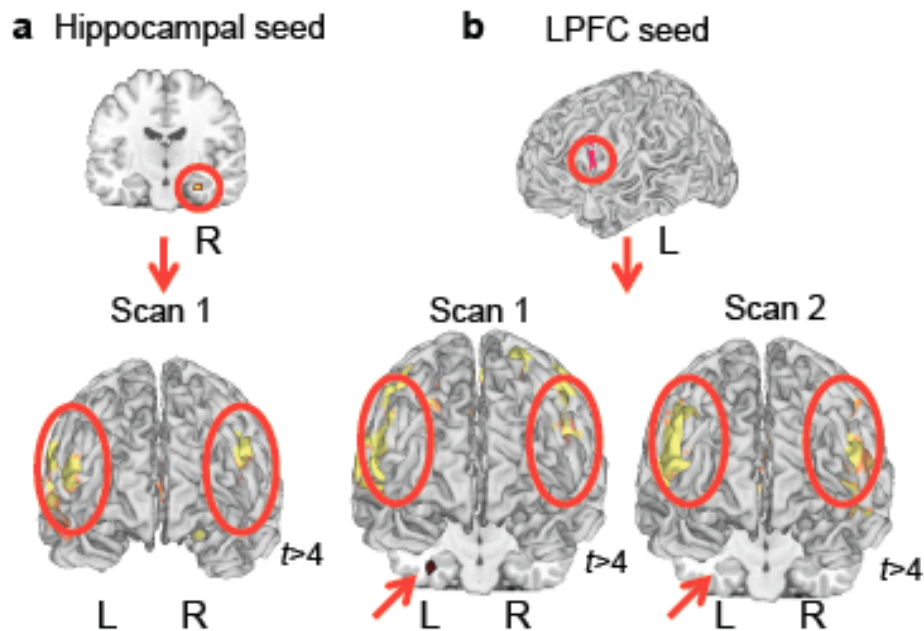 a Hippocampal seed
b LPFC seed
R
L
Scan 1
Scan 1
Scan 2
t>4
t>4
t>4
L R
L R
L R